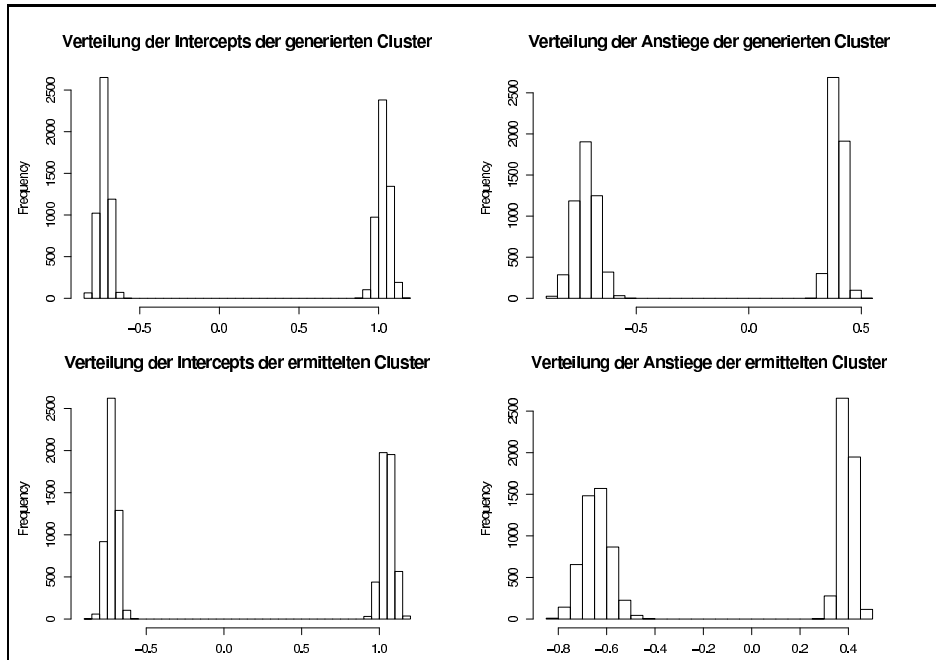 Verteilung der Intercepts der generierten Cluster
Frequency
0 500 1000 1500 2000 2500
−0.5 0.0 0.5 1.0
Verteilung der Anstiege der generierten Cluster
Frequency
0 500 1000 1500 2000 2500
−0.5 0.0 0.5
Verteilung der Intercepts der ermittelten Cluster
Frequency
0 500 1000 1500 2000 2500
−0.5 0.0 0.5 1.0
Verteilung der Anstiege der ermittelten Cluster
Frequency
0 500 1000 1500 2000 2500
−0.8 −0.6 −0.4 −0.2 0.0 0.2 0.4